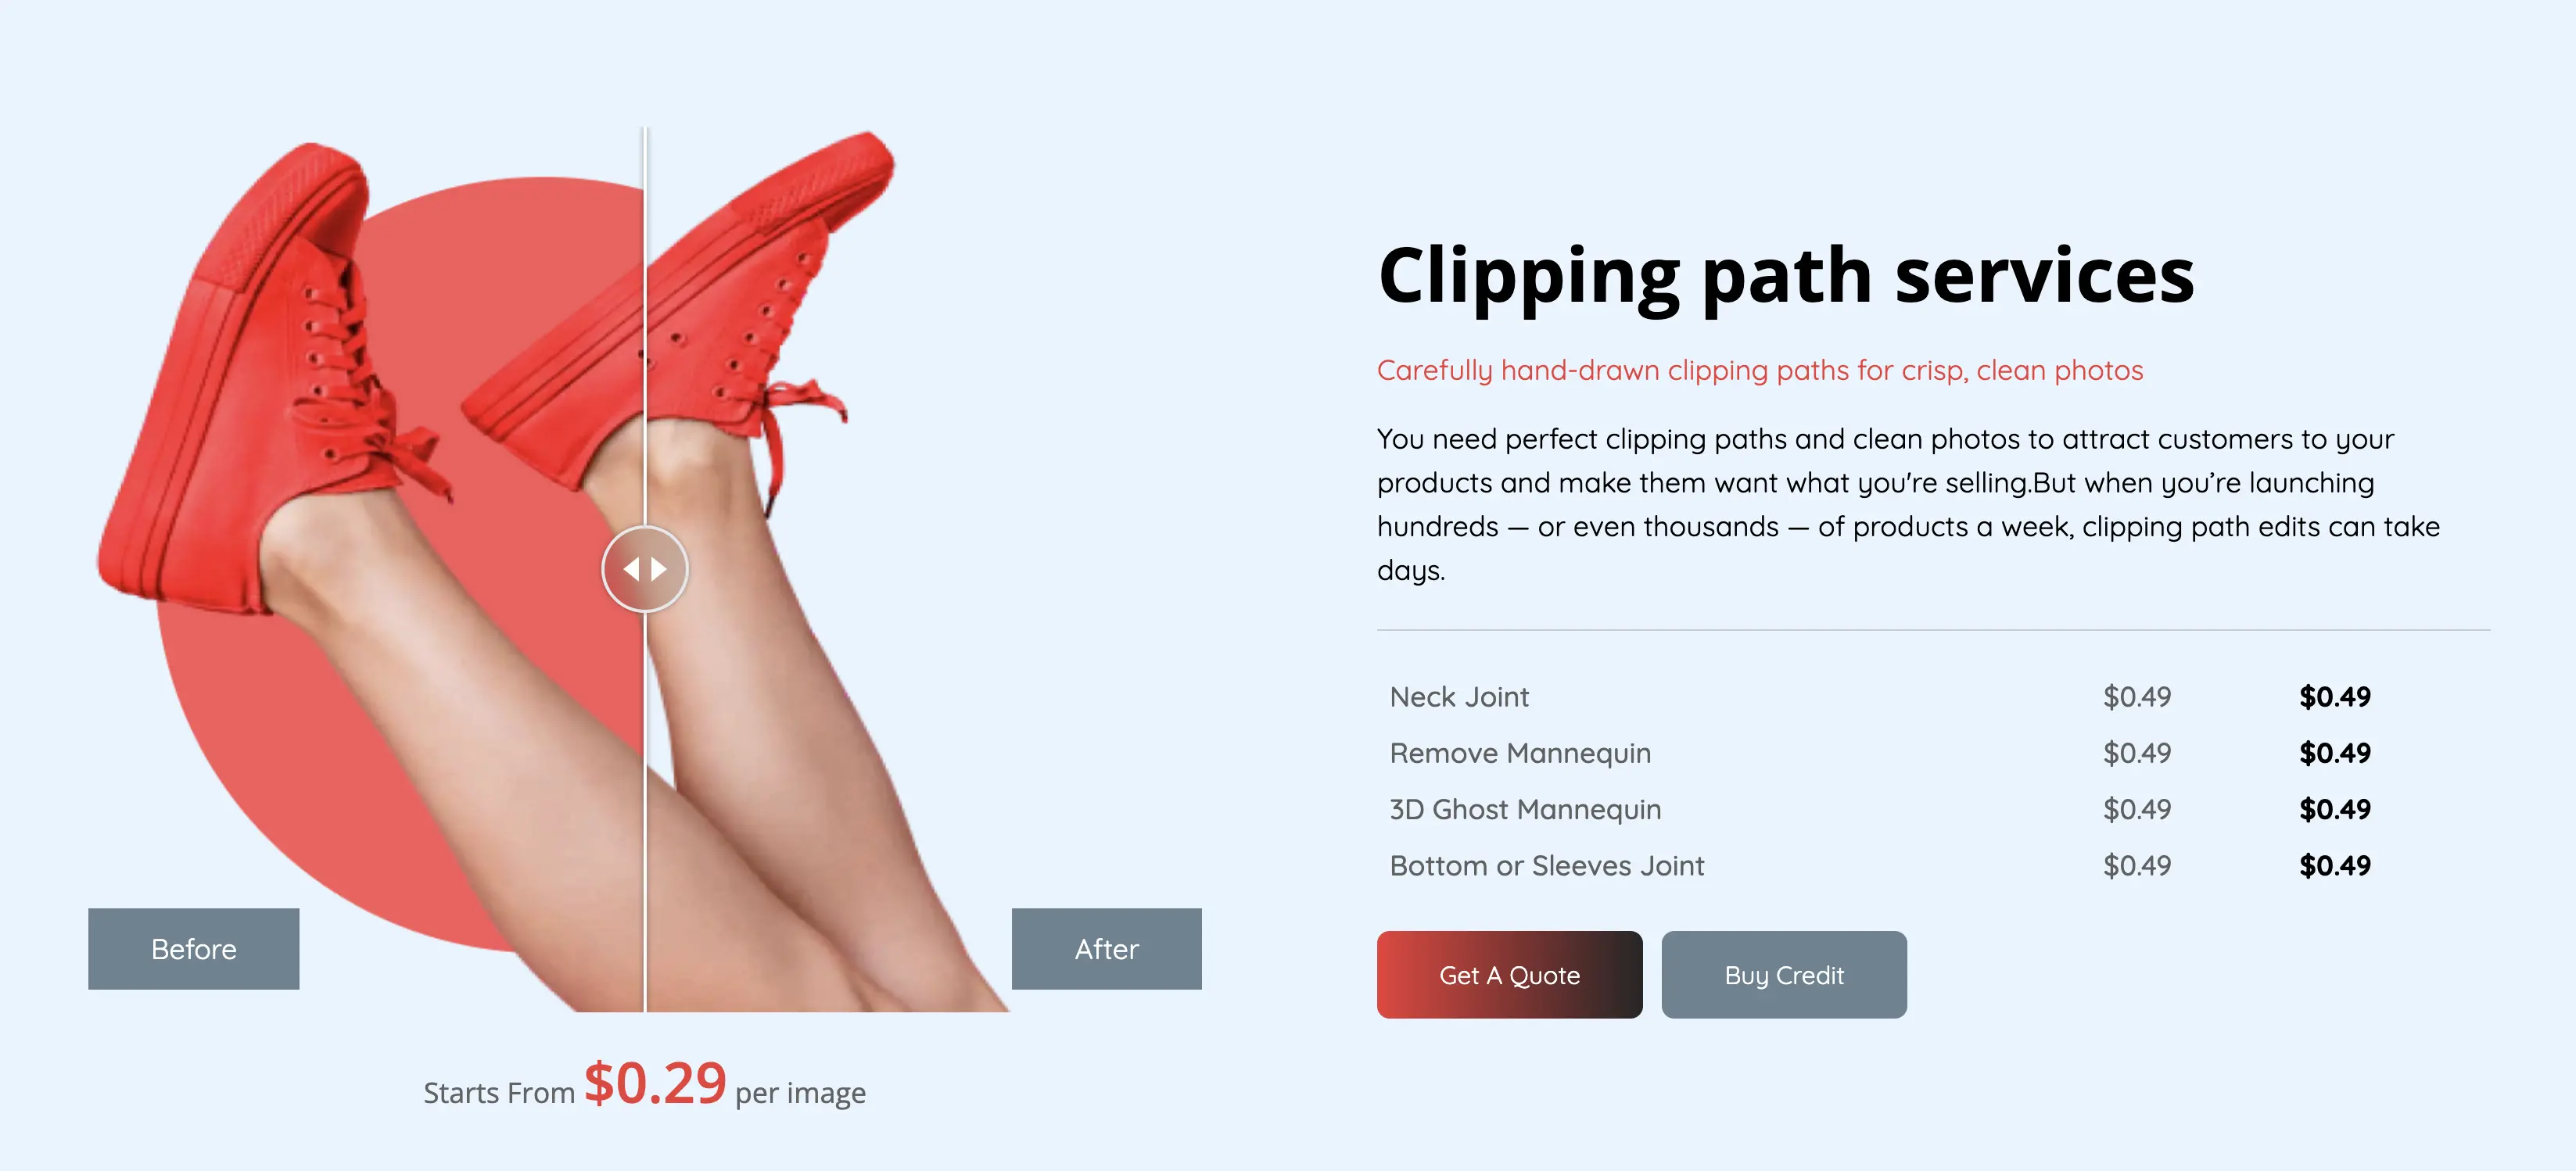 Clipping path services
Carefully hand-drawn clipping paths for crisp, clean photos
You need perfect clipping paths and clean photos to attract customers to your
products and make them want what you're selling.But when you’re launching
hundreds — or even thousands — of products a week, clipping path edits can take
days.
Neck Joint $0.49 $0.49
Remove Mannequin $0.49 $0.49
3D Ghost Mannequin $0.49 $0.49
Bottom or Sleeves Joint $0.49 $0.49
Get A Quote Buy Credit
Before After
Starts From $0.29 per image